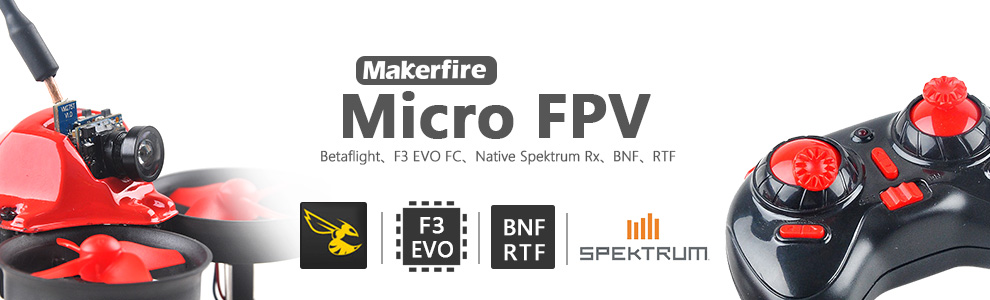 Makerfire
Micro FPV
Betaflight、F3 EVO FC、Native Spektrum Rx、BNF、RTF
F3
EVO
BNF
RTF
SPEKTRUM